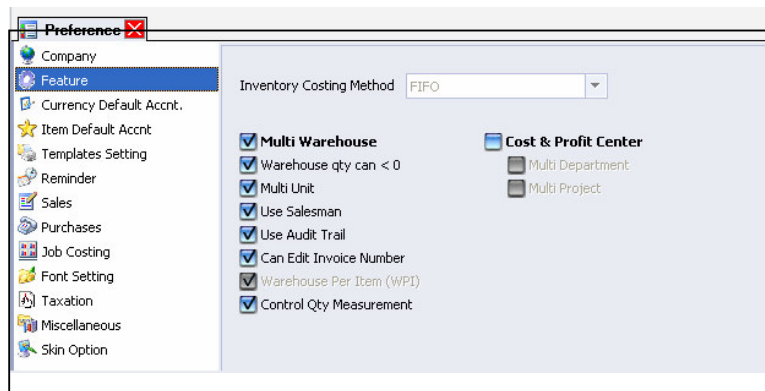 Preference
Company
Feature
Currency Default Accnt.
Item Default Accnt
Templates Setting
Reminder
Sales
Purchases
Job Costing
Font Setting
Taxation
Miscellaneous
Skin Option
Inventory Costing Method FIFO
Multi Warehouse
Warehouse qty can < 0
Multi Unit
Use Salesman
Use Audit Trail
Can Edit Invoice Number
Warehouse Per Item (WPI)
Control Qty Measurement
Cost & Profit Center
Multi Department
Multi Project